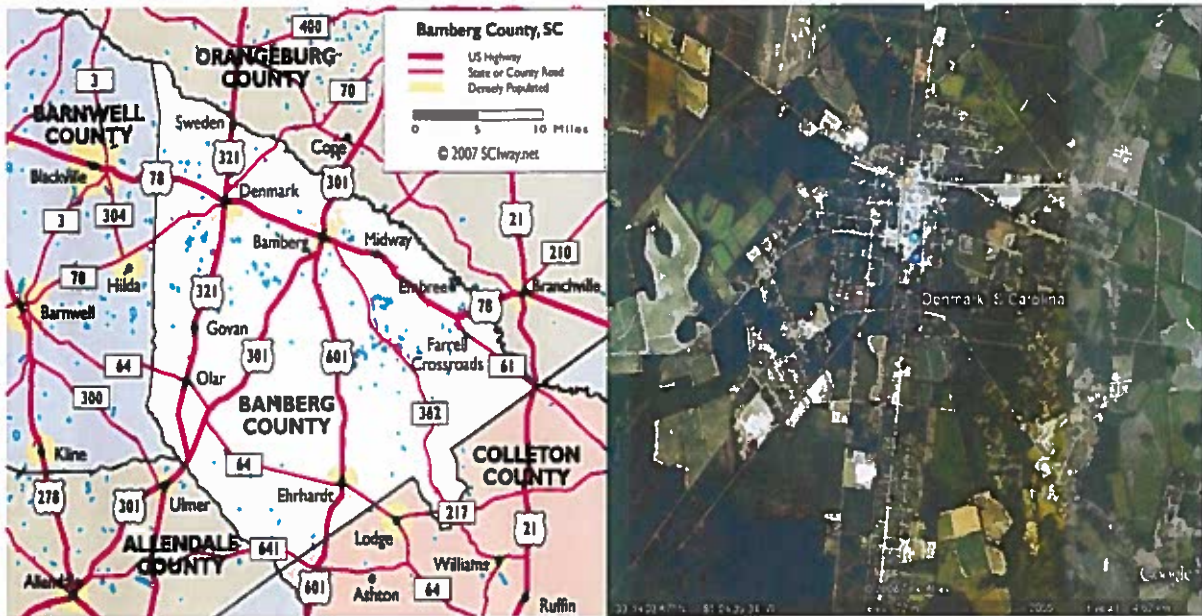 Bamberg County, SC
US Highway
State or County Road
Densely Populated
0 5 10 Miles
© 2007 SCIway.net
400
ORANGEBURG
COUNTY
3
70
BARNWELL
COUNTY
Sweden
Cope
321
301
Blackville
78
Denmark
21
3
304
Bamberg
Midway
210
70
Hilda
Embree
78
Branchville
Barnwell
321
Govan
301
601
Farrell
Crossroads
61
64
Olar
300
BAMBERG
COUNTY
362
COLLETON
COUNTY
Kline
64
278
Ehrhardt
301
Ulmer
217
21
Lodge
ALLENDALE
COUNTY
641
Williams
Allendale
601
Ashton
64
Ruffin
Denmark, S Carolina
Google